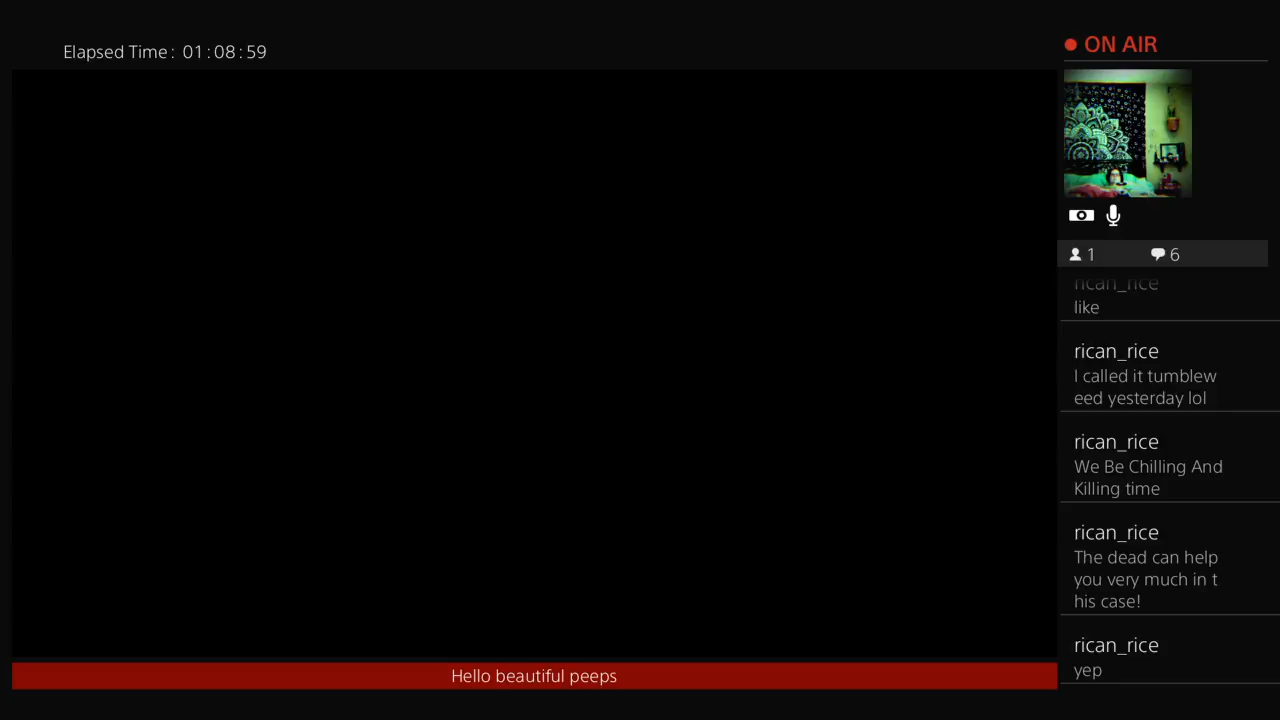 Elapsed Time: 01:08:59
ON AIR
1
6
rican_rice
like
rican_rice
I called it tumblew
eed yesterday lol
rican_rice
We Be Chilling And
Killing time
rican_rice
The dead can help
you very much in t
his case!
rican_rice
yep
Hello beautiful peeps